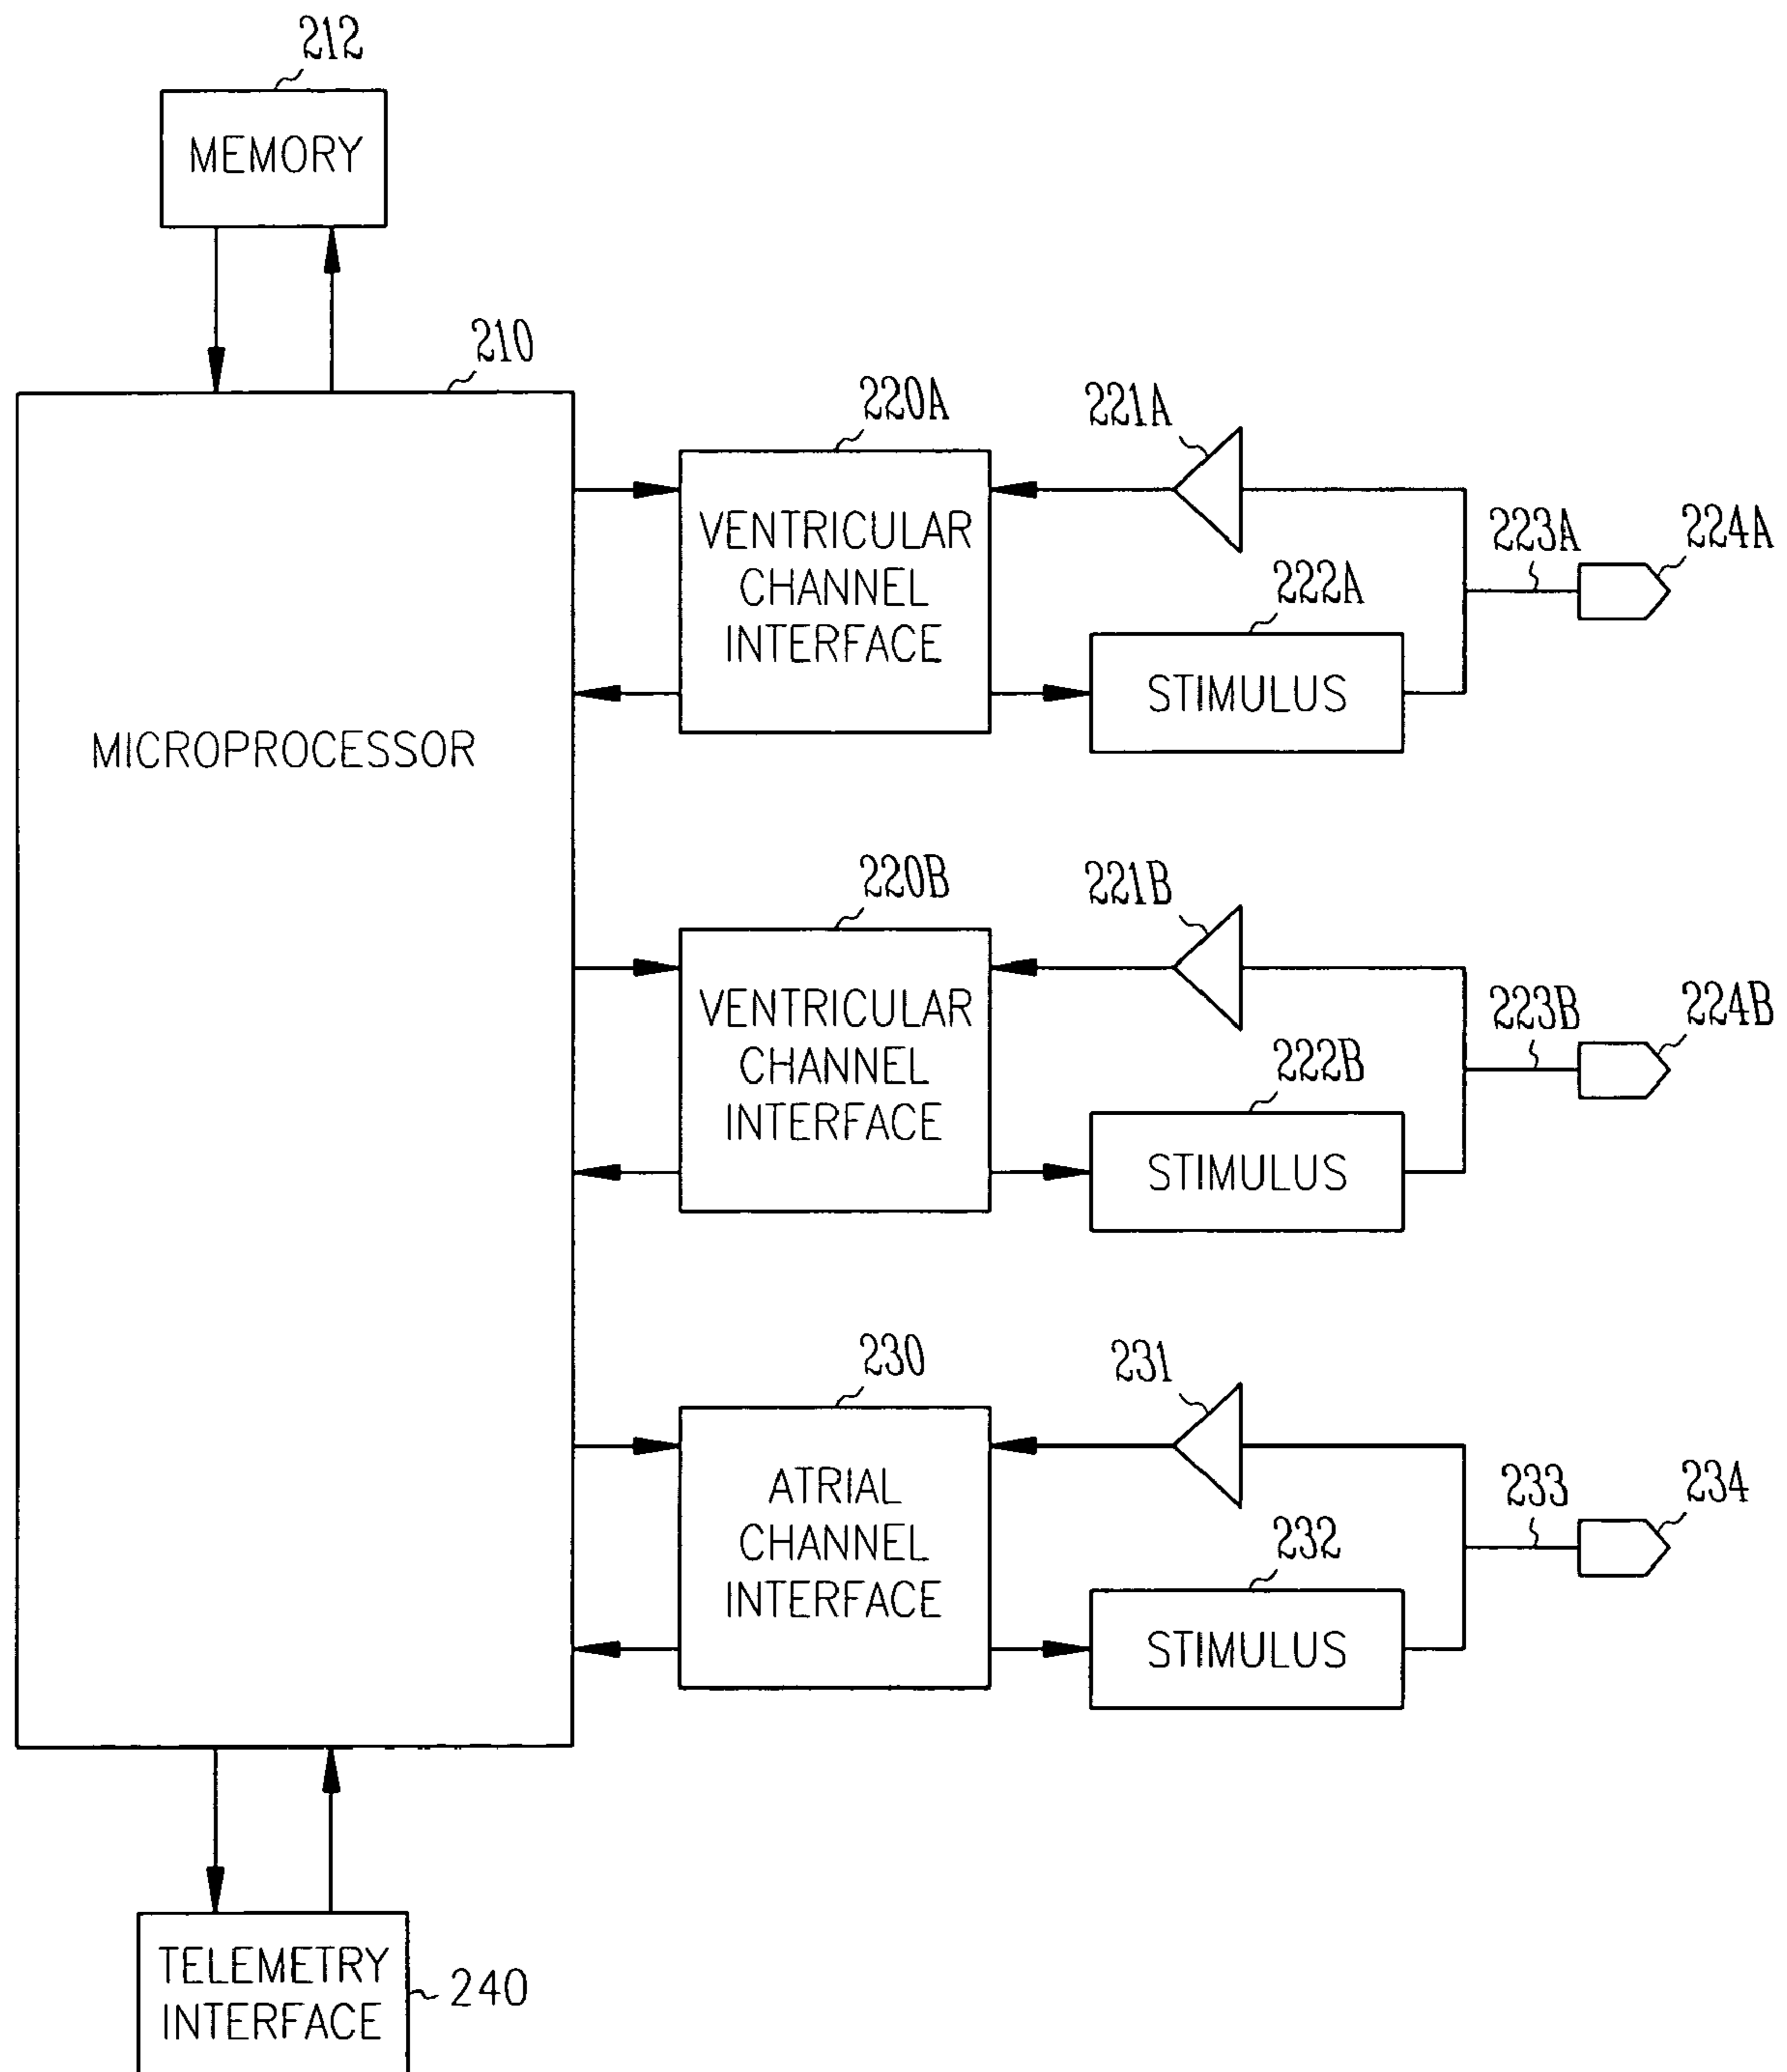 212
MEMORY
210
MICROPROCESSOR
220A
VENTRICULAR
CHANNEL
INTERFACE
221A
222A
STIMULUS
223A
224A
220B
VENTRICULAR
CHANNEL
INTERFACE
221B
222B
STIMULUS
223B
224B
230
ATRIAL
CHANNEL
INTERFACE
231
232
STIMULUS
233
234
TELEMETRY
INTERFACE
240